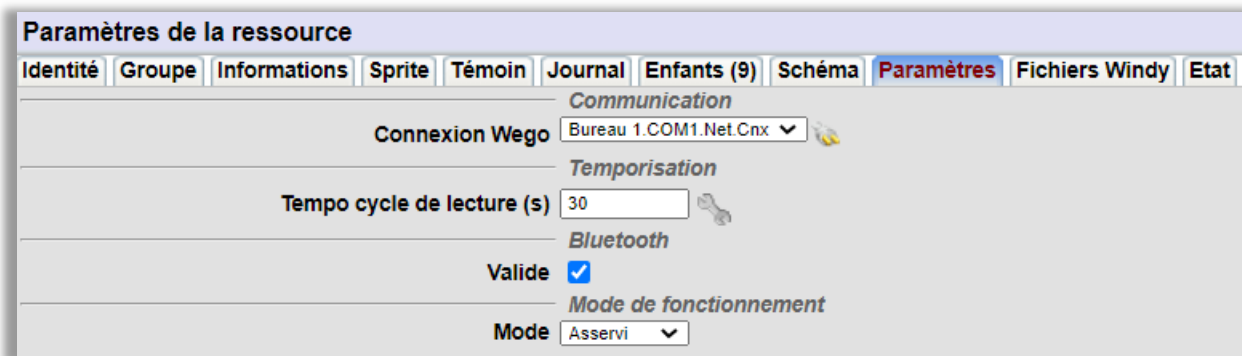 Paramètres de la ressource
Identité Groupe Informations Sprite Témoin Journal Enfants (9) Schéma Paramètres Fichiers Windy Etat
Communication
Connexion Wego Bureau 1.COM1.Net.Cnx
Temporisation
Tempo cycle de lecture (s) 30
Bluetooth
Valide
Mode de fonctionnement
Mode Asservi